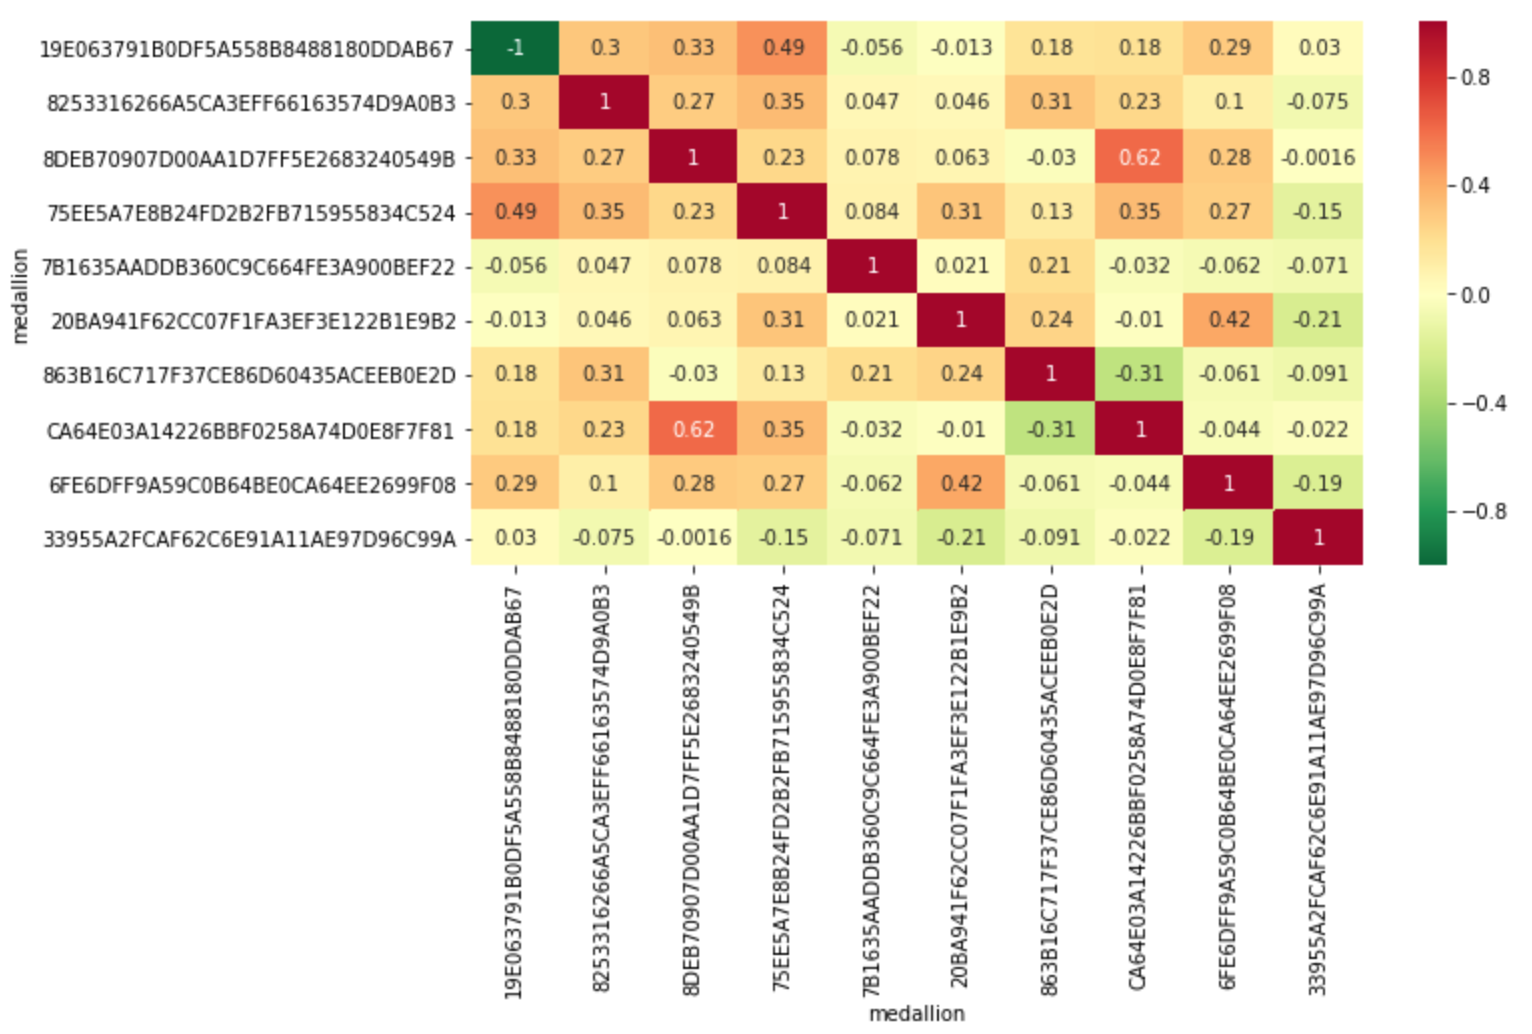 19E063791B0DF5A558B8488180DDAB67 -1 0.3 0.33 0.49 -0.056 -0.013 0.18 0.18 0.29 0.03
8253316266A5CA3EFF66163574D9A0B3 0.3 1 0.27 0.35 0.047 0.046 0.31 0.23 0.1 -0.075
8DEB70907D00AA1D7FF5E2683240549B 0.33 0.27 1 0.23 0.078 0.063 -0.03 0.62 0.28 -0.0016
75EE5A7E8B24FD2B2FB715955834C524 0.49 0.35 0.23 1 0.084 0.31 0.13 0.35 0.27 -0.15
7B1635AADDB360C9C664FE3A900BEF22 -0.056 0.047 0.078 0.084 1 0.021 0.21 -0.032 -0.062 -0.071
20BA941F62CC07F1FA3EF3E122B1E9B2 -0.013 0.046 0.063 0.31 0.021 1 0.24 -0.01 0.42 -0.21
863B16C717F37CE86D60435ACEEB0E2D 0.18 0.31 -0.03 0.13 0.21 0.24 1 -0.31 -0.061 -0.091
CA64E03A14226BBF0258A74D0E8F7F81 0.18 0.23 0.62 0.35 -0.032 -0.01 -0.31 1 -0.044 -0.022
6FE6DFF9A59C0B64BE0CA64EE2699F08 0.29 0.1 0.28 0.27 -0.062 0.42 -0.061 -0.044 1 -0.19
33955A2FCAF62C6E91A11AE97D96C99A 0.03 -0.075 -0.0016 -0.15 -0.071 -0.21 -0.091 -0.022 -0.19 1
medallion
19E063791B0DF5A558B8488180DDAB67
8253316266A5CA3EFF66163574D9A0B3
8DEB70907D00AA1D7FF5E2683240549B
75EE5A7E8B24FD2B2FB715955834C524
7B1635AADDB360C9C664FE3A900BEF22
20BA941F62CC07F1FA3EF3E122B1E9B2
863B16C717F37CE86D60435ACEEB0E2D
CA64E03A14226BBF0258A74D0E8F7F81
6FE6DFF9A59C0B64BE0CA64EE2699F08
33955A2FCAF62C6E91A11AE97D96C99A
medallion
0.8
0.4
0.0
−0.4
−0.8